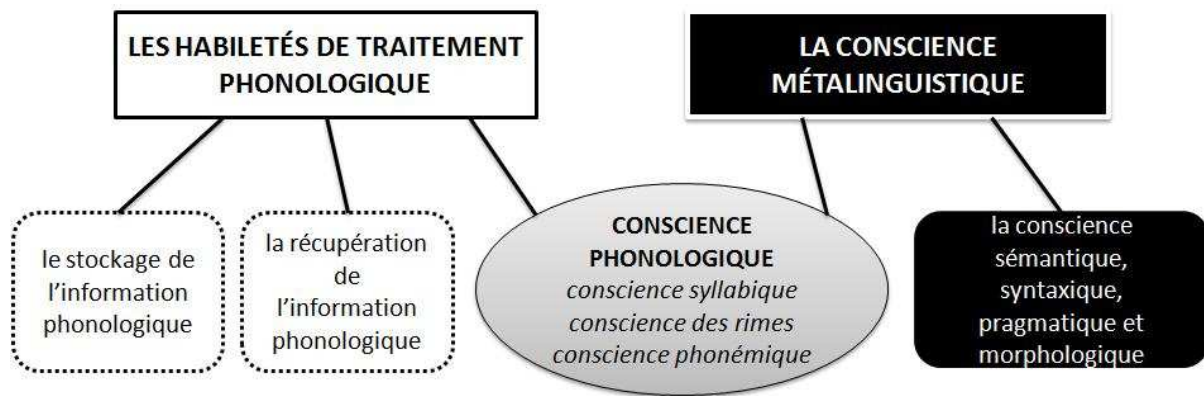 LES HABILETÉS DE TRAITEMENT
PHONOLOGIQUE
LA CONSCIENCE
MÉTALINGUISTIQUE
le stockage de
l'information
phonologique
la récupération
de
l'information
phonologique
CONSCIENCE
PHONOLOGIQUE
conscience syllabique
conscience des rimes
conscience phonémique
la conscience
sémantique,
syntaxique,
pragmatique et
morphologique